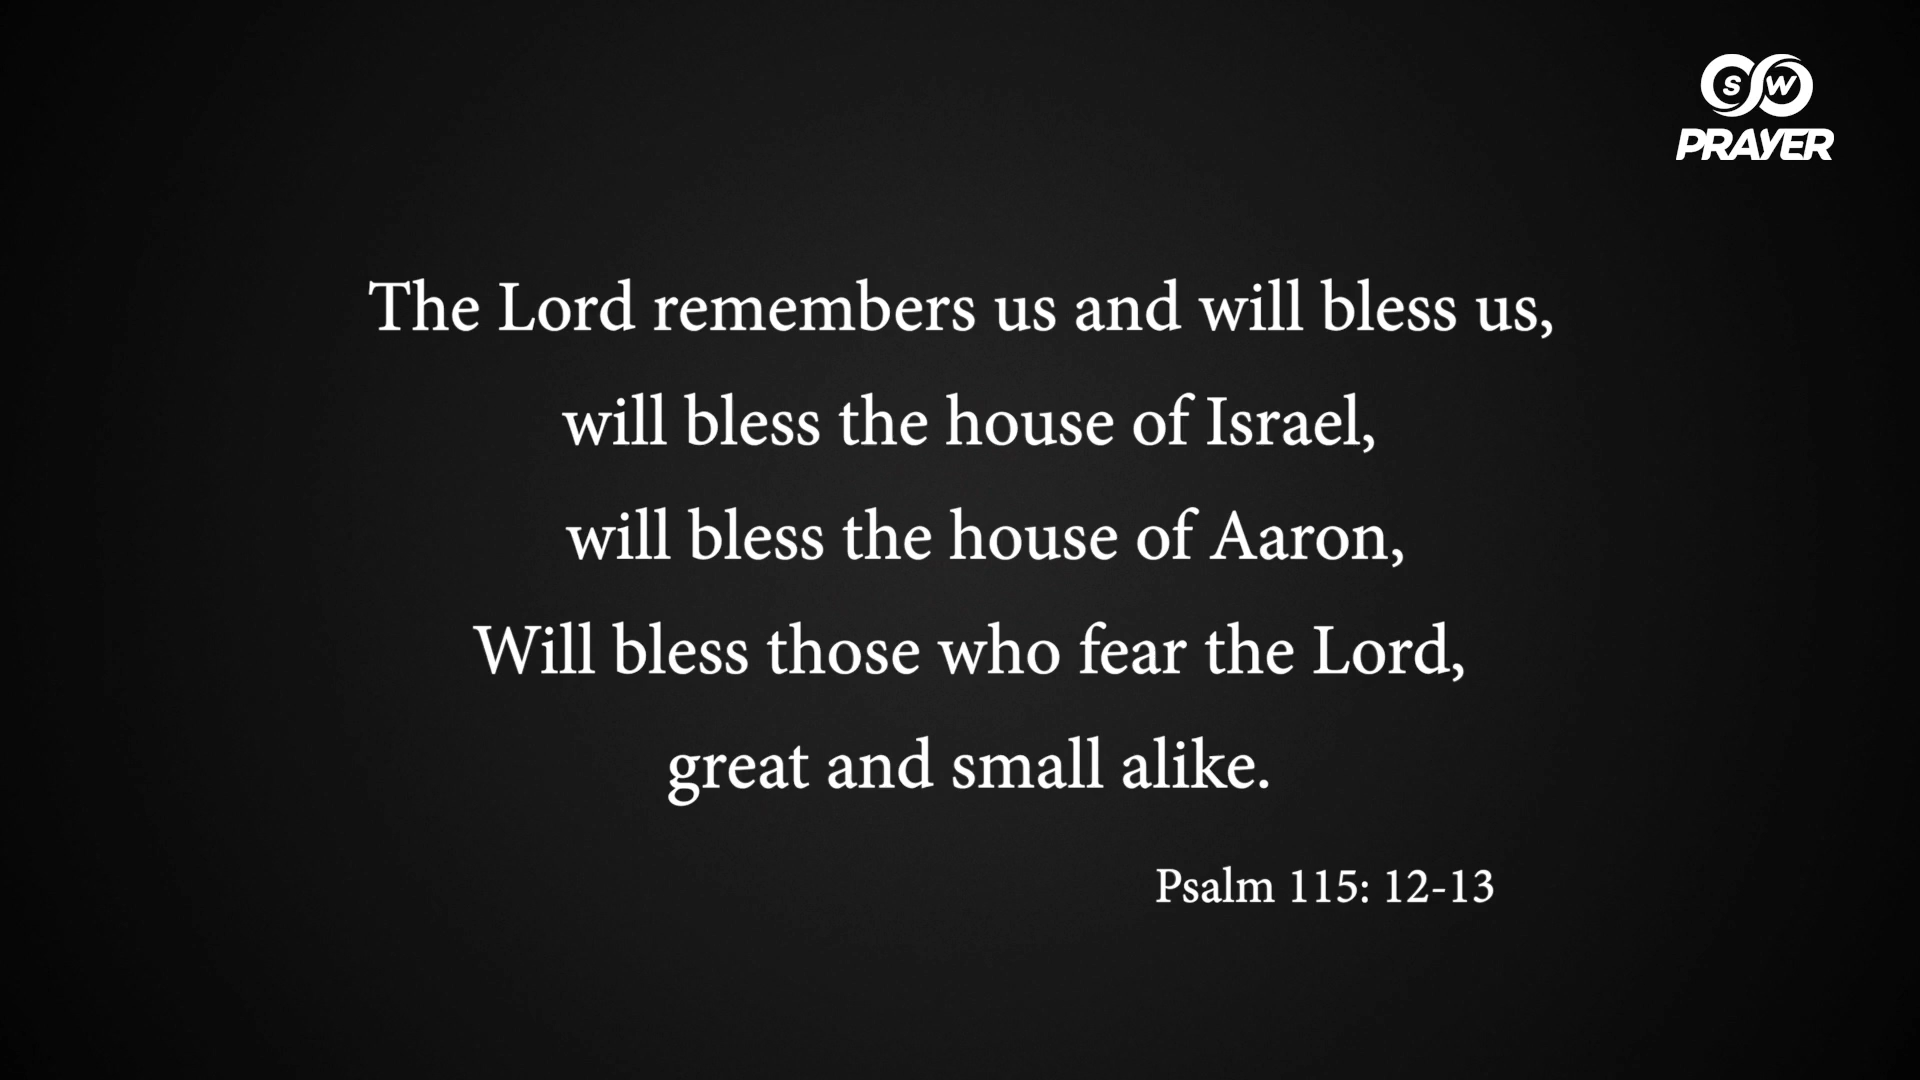 SW
PRAYER
The Lord remembers us and will bless us,
will bless the house of Israel,
will bless the house of Aaron,
Will bless those who fear the Lord,
great and small alike.
Psalm 115: 12-13